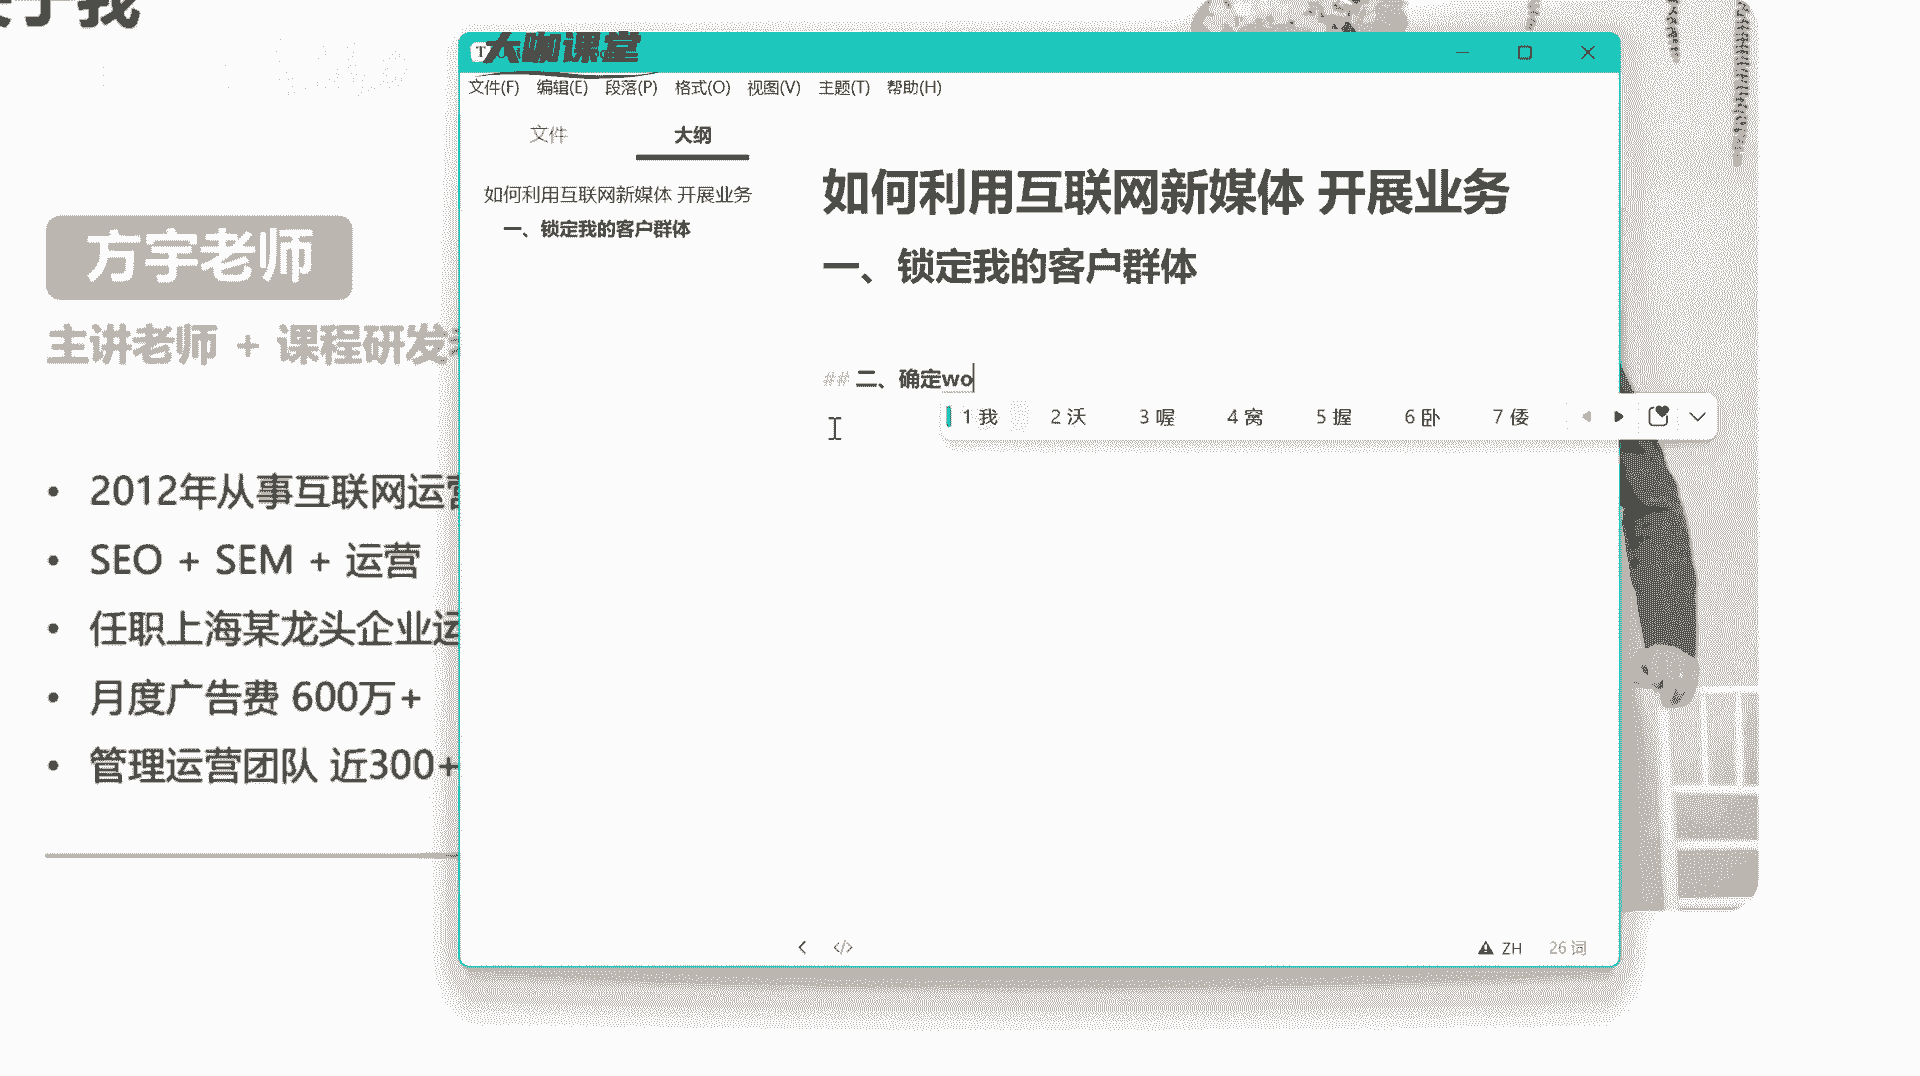 大咖课堂
文件(F) 编辑(E) 段落(P) 格式(O) 视图(V) 主题(T) 帮助(H)
文件 大纲
如何利用互联网新媒体 开展业务
一、锁定我的客户群体
如何利用互联网新媒体 开展业务
一、锁定我的客户群体
## 二、确定wo
1 我 2 沃 3 喔 4 窝 5 握 6 卧 7 倭
ZH 26 词
于我
方宇老师
主讲老师 + 课程研发
• 2012年从事互联网运营
• SEO + SEM + 运营
• 任职上海某龙头企业运
• 月度广告费 600万+
• 管理运营团队 近300+